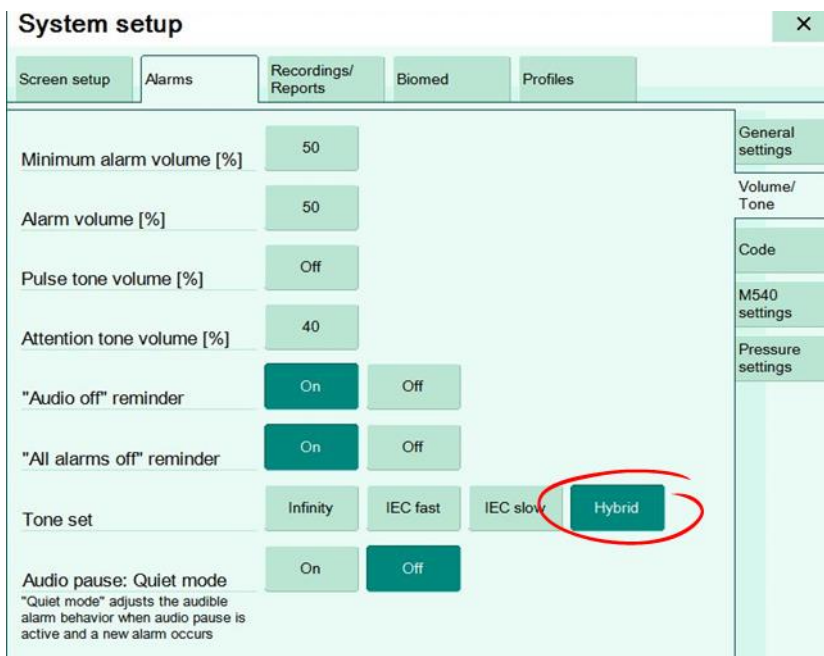 System setup
×
Screen setup
Alarms
Recordings/
Reports
Biomed
Profiles
Minimum alarm volume [%]
50
Alarm volume [%]
50
Pulse tone volume [%]
Off
Attention tone volume [%]
40
"Audio off" reminder
On
Off
"All alarms off" reminder
On
Off
Tone set
Infinity
IEC fast
IEC slow
Hybrid
Audio pause: Quiet mode
On
Off
"Quiet mode" adjusts the audible
alarm behavior when audio pause is
active and a new alarm occurs
General
settings
Volume/
Tone
Code
M540
settings
Pressure
settings